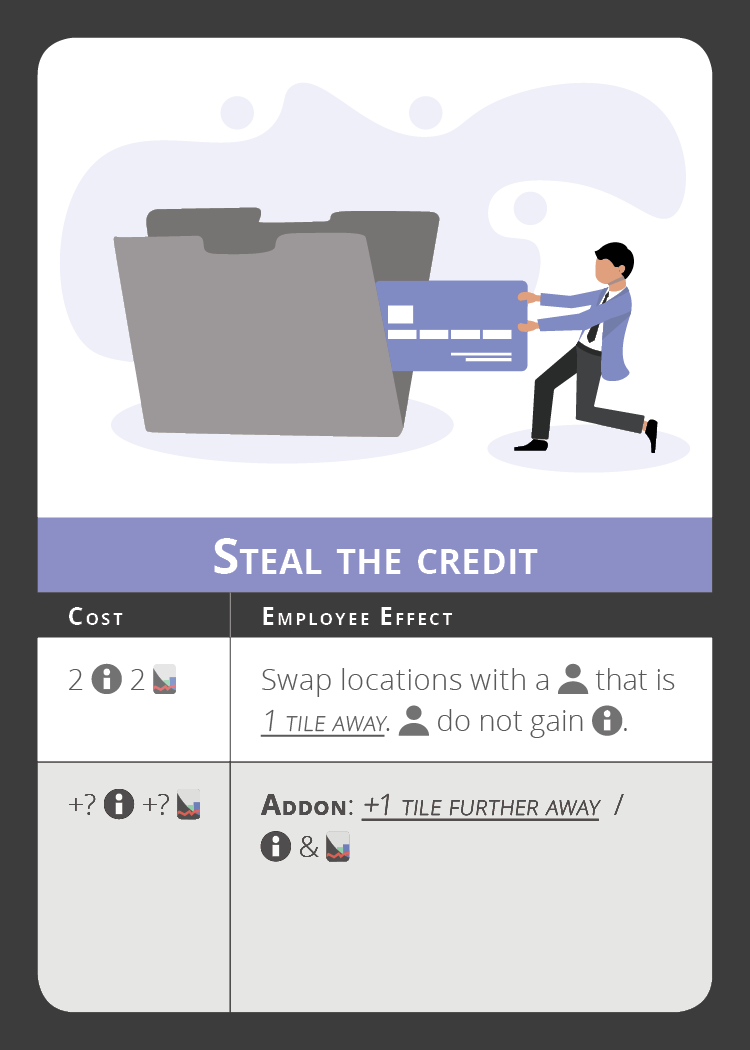 Steal the credit
Cost
Employee Effect
2 2
Swap locations with a that is
1 tile away. do not gain .
+? +?
Addon: +1 tile further away /
&